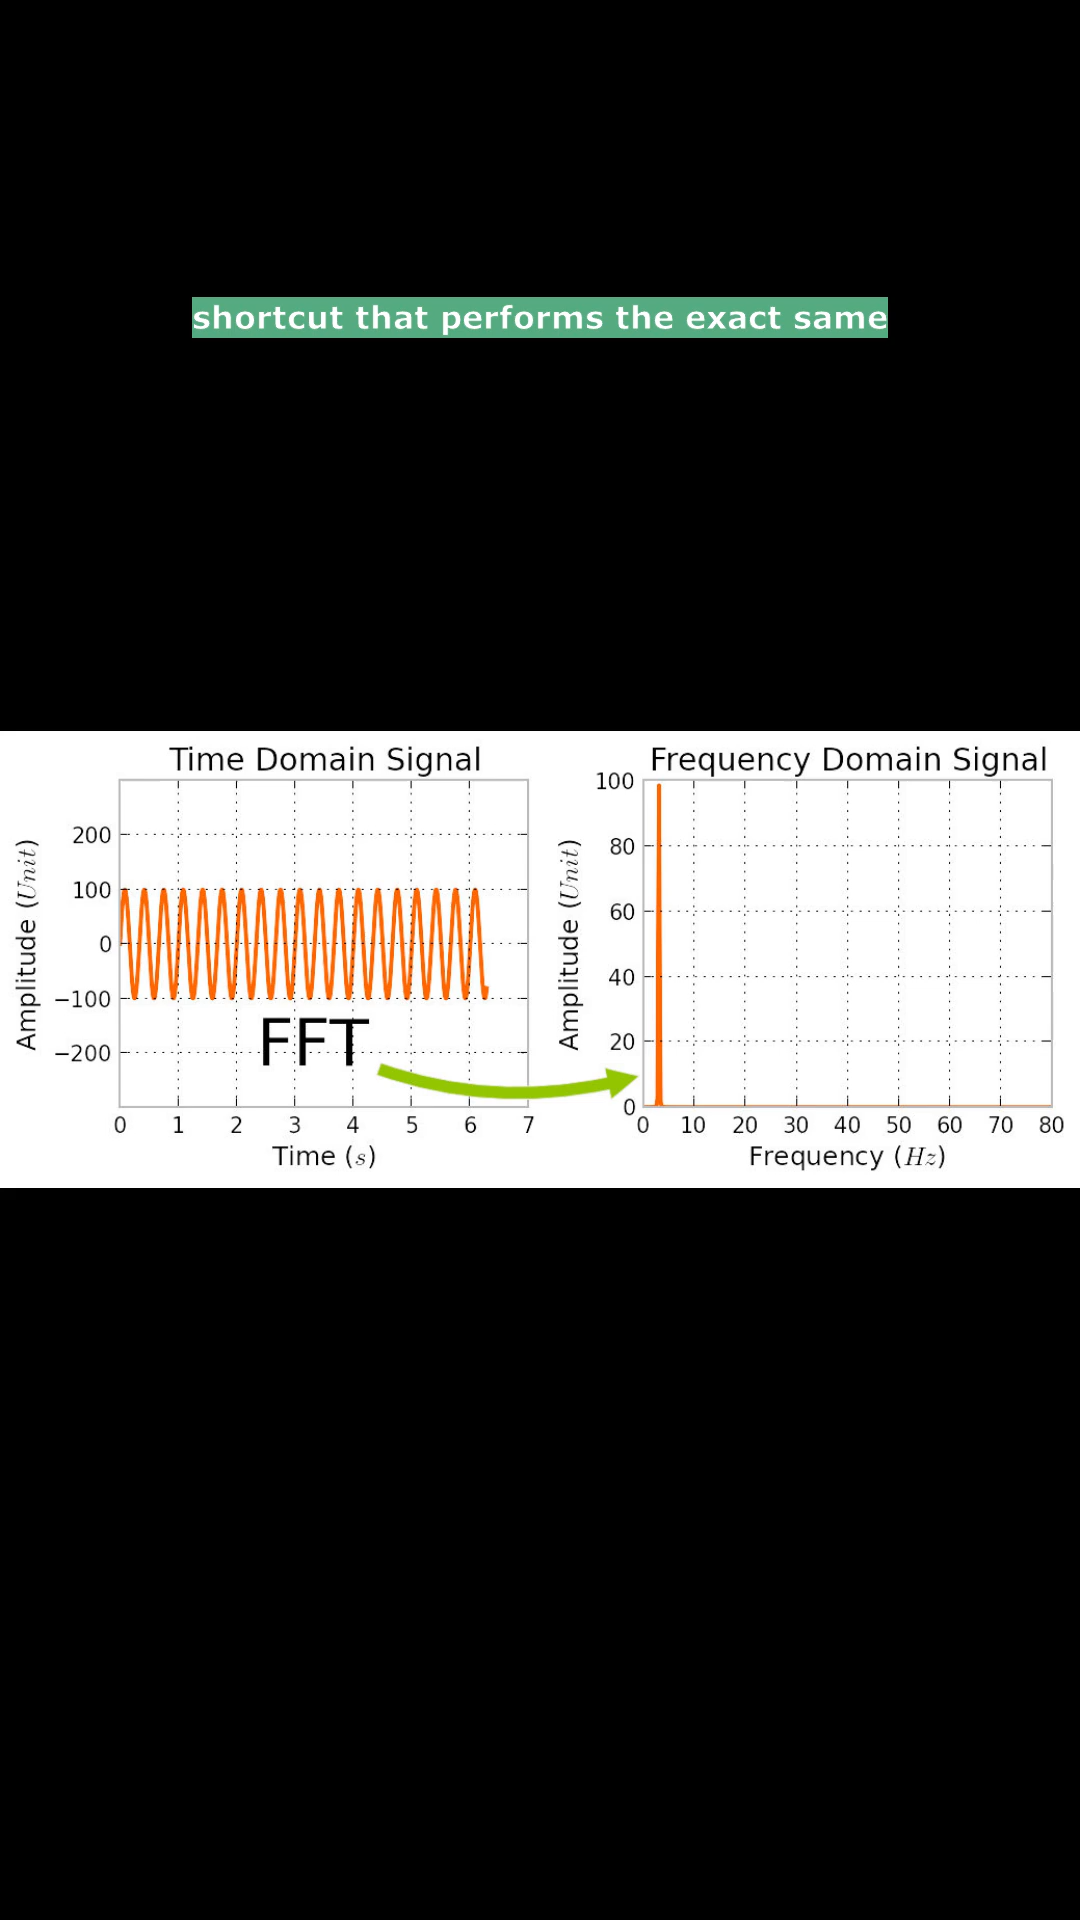 shortcut that performs the exact same
Time Domain Signal
Amplitude (Unit)
200
100
0
−100
−200
FFT
0 1 2 3 4 5 6 7
Time (s)
Frequency Domain Signal
Amplitude (Unit)
100
80
60
40
20
0
0 10 20 30 40 50 60 70 80
Frequency (Hz)